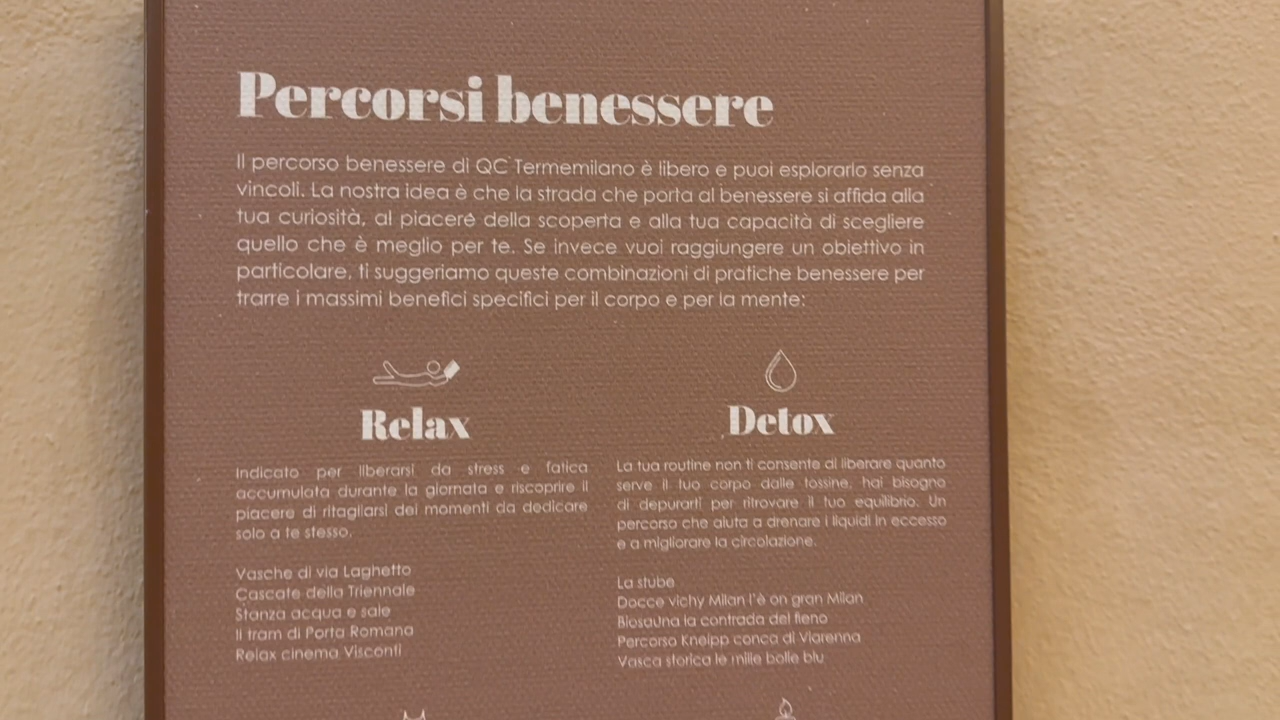 Percorsi benessere
Il percorso benessere di QC Termemilano è libero e puoi esplorarlo senza
vincoli. La nostra idea è che la strada che porta al benessere si affida alla
tua curiosità, al piacere della scoperta e alla tua capacità di scegliere
quello che è meglio per te. Se invece vuoi raggiungere un obiettivo in
particolare, ti suggeriamo queste combinazioni di pratiche benessere per
trarre i massimi benefici specifici per il corpo e per la mente:
Relax
Indicato per liberarsi da stress e fatica
accumulata durante la giornata e riscoprire il
piacere di ritagliarsi dei momenti da dedicare
solo a te stesso.
Vasche di via Laghetto
Cascate della Triennale
Stanza acqua e sale
Il tram di Porta Romana
Relax cinema Visconti
Detox
La tua routine non ti consente di liberare quanto
serve il tuo corpo dalle tossine, hai bisogno
di depurarti per ritrovare il tuo equilibrio. Un
percorso che aiuta a drenare i liquidi in eccesso
e a migliorare la circolazione.
La stube
Docce vichy Milan l'è on gran Milan
Biosauna la contrada del fieno
Percorso Kneipp conca di Viarenna
Vasca storica le mille bolle blu